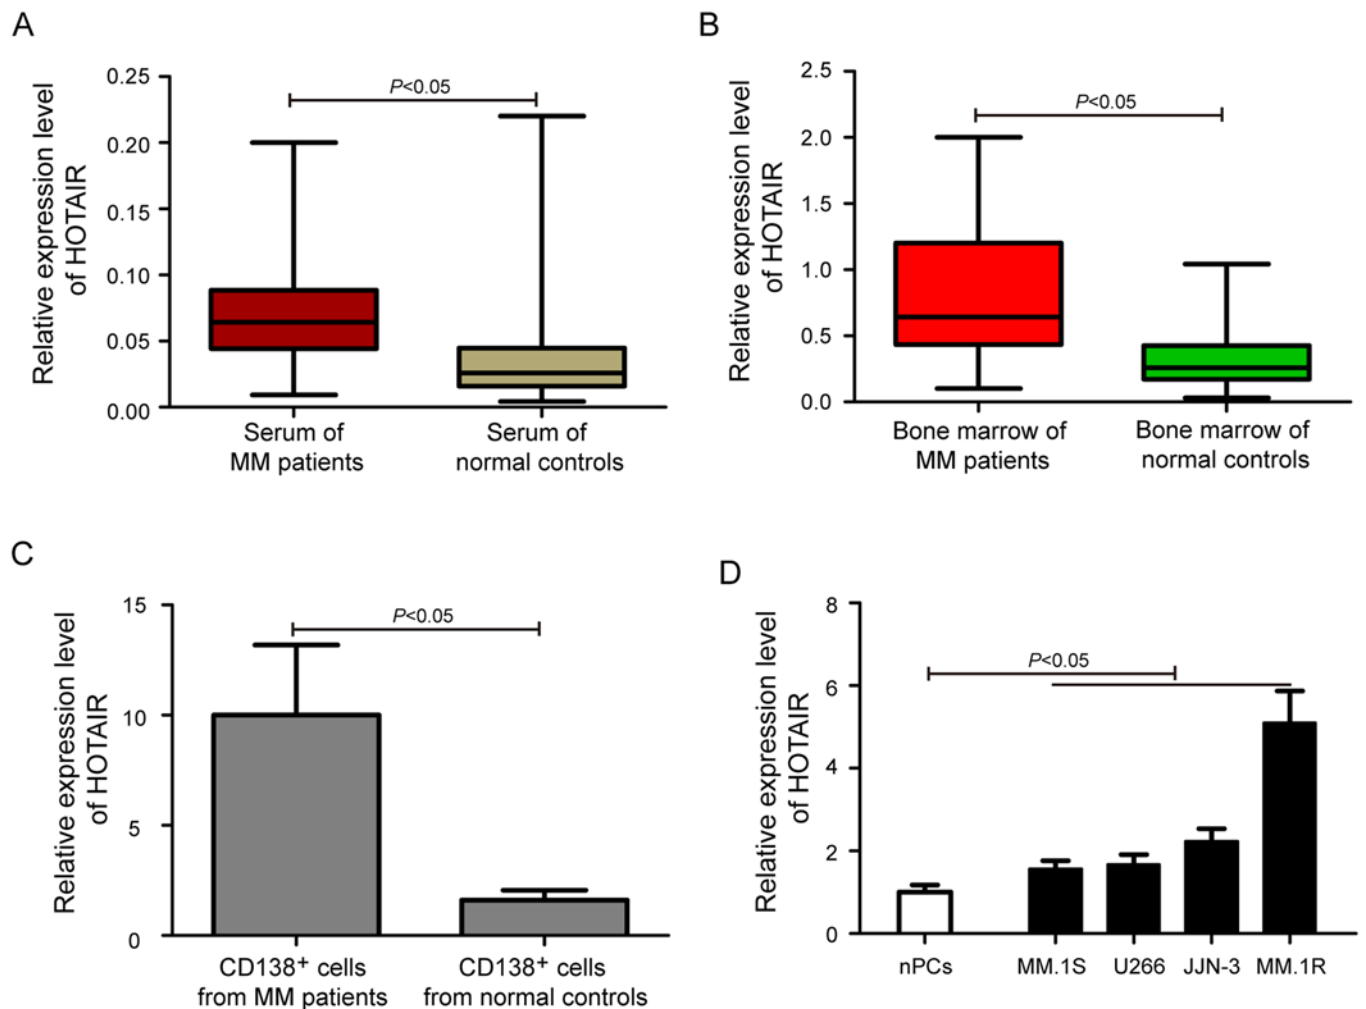 A
Relative expression level
of HOTAIR
0.25
0.20
0.15
0.10
0.05
0.00
P<0.05
Serum of
MM patients
Serum of
normal controls
B
Relative expression level
of HOTAIR
2.5
2.0
1.5
1.0
0.5
0.0
P<0.05
Bone marrow of
MM patients
Bone marrow of
normal controls
C
Relative expression level
of HOTAIR
15
10
5
0
P<0.05
CD138⁺ cells
from MM patients
CD138⁺ cells
from normal controls
D
Relative expression level
of HOTAIR
8
6
4
2
0
P<0.05
nPCs
MM.1S
U266
JJN-3
MM.1R